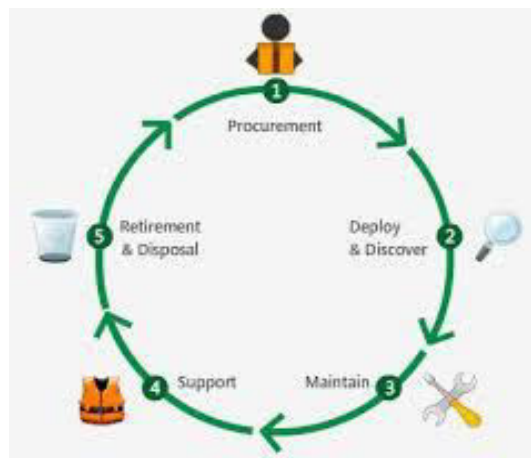 1
Procurement
Deploy
& Discover
2
Maintain
3
4
Support
5
Retirement
& Disposal